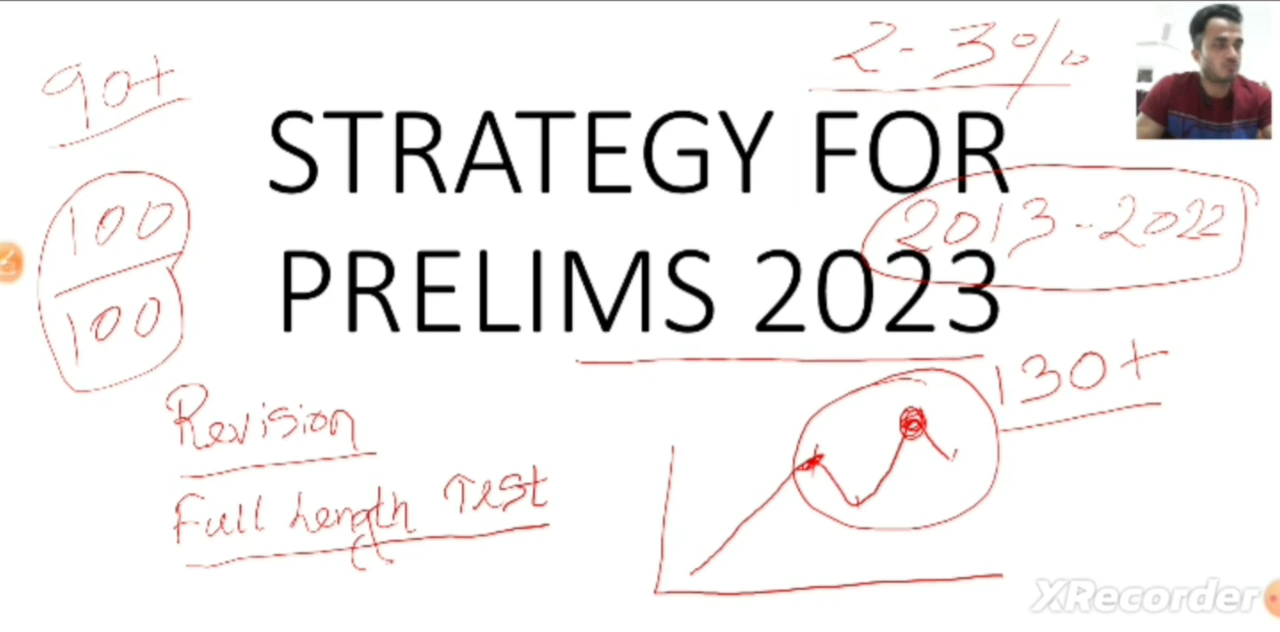 90+
2-3%
STRATEGY FOR
2013-2022
100
100
PRELIMS 2023
130+
Revision
Full length Test
XRecorder